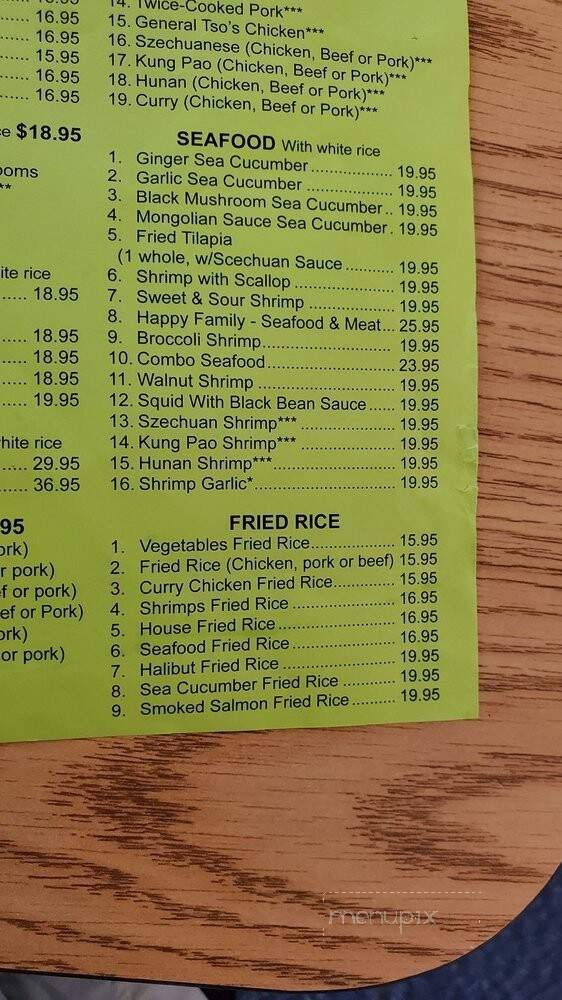 16.95
16.95
15.95
16.95
16.95
$18.95
ooms
**
ite rice
..... 18.95
..... 18.95
..... 18.95
..... 18.95
..... 19.95
hite rice
..... 29.95
..... 36.95
95
ork)
r pork)
f or pork)
ef or Pork)
ork)
or pork)
14. Twice-Cooked Pork***
15. General Tso's Chicken***
16. Szechuanese (Chicken, Beef or Pork)***
17. Kung Pao (Chicken, Beef or Pork)***
18. Hunan (Chicken, Beef or Pork)***
19. Curry (Chicken, Beef or Pork)***
SEAFOOD With white rice
1. Ginger Sea Cucumber .................... 19.95
2. Garlic Sea Cucumber .................... 19.95
3. Black Mushroom Sea Cucumber .. 19.95
4. Mongolian Sauce Sea Cucumber . 19.95
5. Fried Tilapia
(1 whole, w/Scechuan Sauce ............ 19.95
6. Shrimp with Scallop ......................... 19.95
7. Sweet & Sour Shrimp ..................... 19.95
8. Happy Family - Seafood & Meat... 25.95
9. Broccoli Shrimp............................... 19.95
10. Combo Seafood............................... 23.95
11. Walnut Shrimp ................................. 19.95
12. Squid With Black Bean Sauce ...... 19.95
13. Szechuan Shrimp*** ....................... 19.95
14. Kung Pao Shrimp*** ........................ 19.95
15. Hunan Shrimp***.............................. 19.95
16. Shrimp Garlic*.................................. 19.95
FRIED RICE
1. Vegetables Fried Rice..................... 15.95
2. Fried Rice (Chicken, pork or beef) 15.95
3. Curry Chicken Fried Rice............... 15.95
4. Shrimps Fried Rice ......................... 16.95
5. House Fried Rice ............................ 16.95
6. Seafood Fried Rice ......................... 16.95
7. Halibut Fried Rice ........................... 19.95
8. Sea Cucumber Fried Rice ............. 19.95
9. Smoked Salmon Fried Rice .......... 19.95
menupix